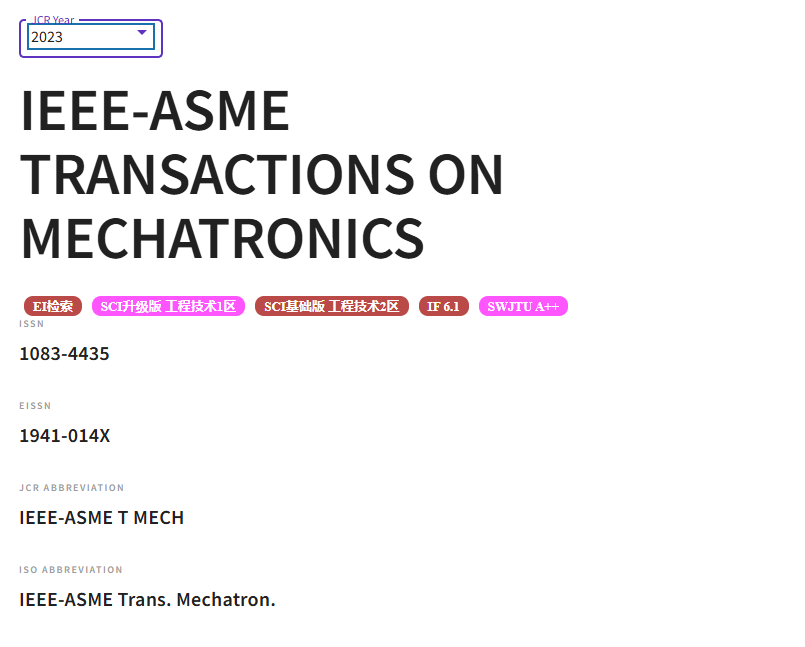 JCR Year
2023
IEEE-ASME
TRANSACTIONS ON
MECHATRONICS
EI检索 SCI升级版 工程技术1区 SCI基础版 工程技术2区 IF 6.1 SWJTU A++
ISSN
1083-4435
EISSN
1941-014X
JCR ABBREVIATION
IEEE-ASME T MECH
ISO ABBREVIATION
IEEE-ASME Trans. Mechatron.